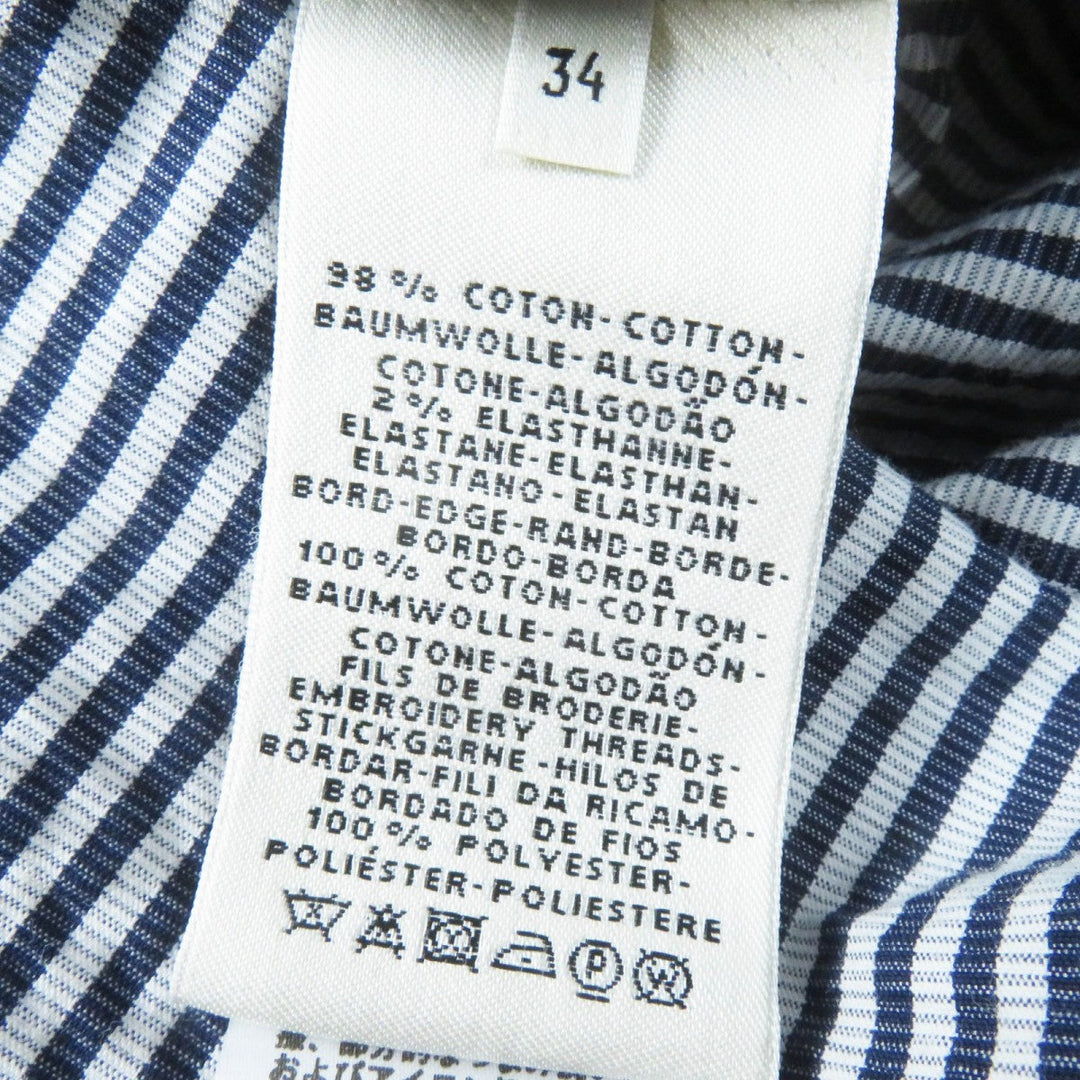 34
98 % COTON-COTTON-
BAUMWOLLE-ALGODÓN-
COTONE-ALGODÃO
2 % ELASTHANNE-
ELASTANE-ELASTHAN-
ELASTANO-ELASTAN
BORD-EDGE-RAND-BORDE-
BORDO-BORDA
100 % COTON-COTTON-
BAUMWOLLE-ALGODÓN-
COTONE-ALGODÃO
FILS DE BRODERIE-
EMBROIDERY THREADS-
STICKGARNE-HILOS DE
BORDAR-FILI DA RICAMO-
BORDADO DE FIOS
100 % POLYESTER-
POLIÉSTER-POLIESTERE
P W